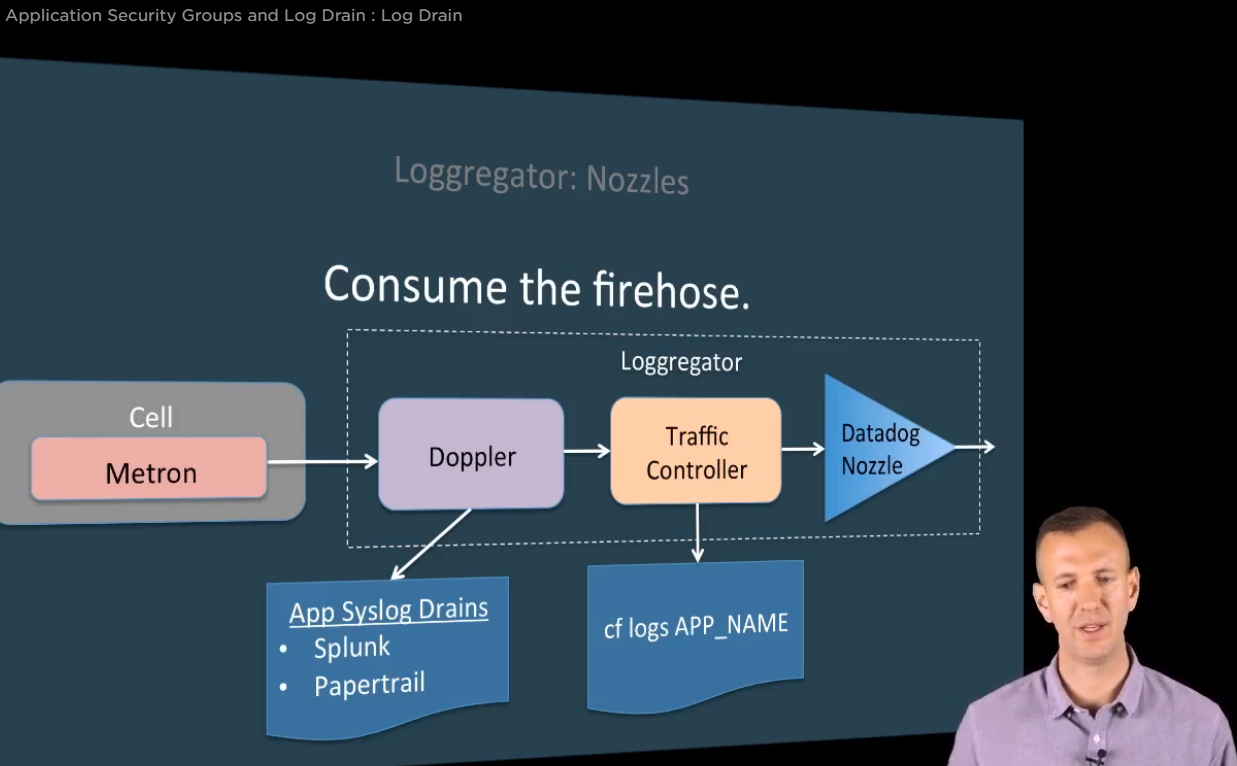 Application Security Groups and Log Drain : Log Drain
Loggregator: Nozzles
Consume the firehose.
Loggregator
Cell
Metron
Doppler
Traffic
Controller
Datadog
Nozzle
App Syslog Drains
• Splunk
• Papertrail
cf logs APP_NAME